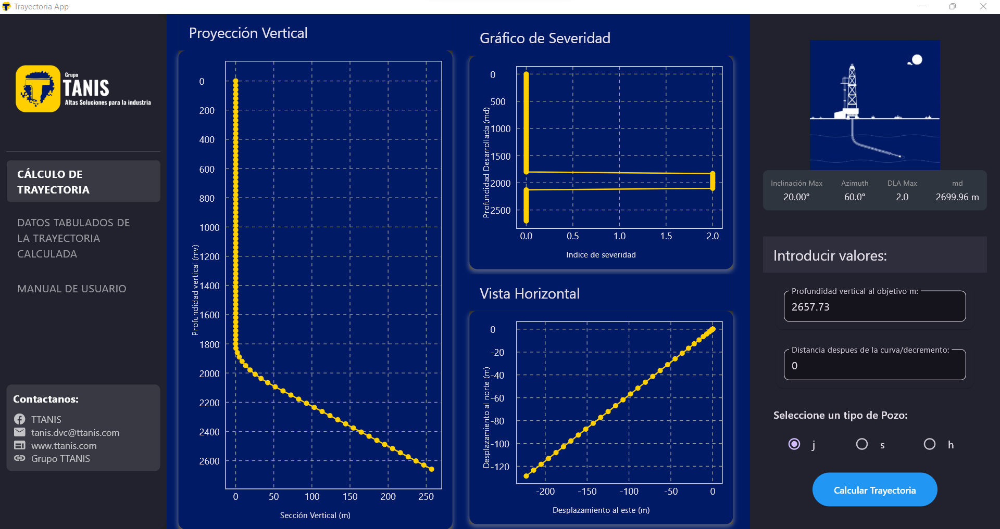 Trayectoria App
Grupo
TANIS
Altas Soluciones para la industria
CÁLCULO DE
TRAYECTORIA
DATOS TABULADOS DE
LA TRAYECTORIA
CALCULADA
MANUAL DE USUARIO
Contactanos:
TTANIS
tanis.dvc@ttanis.com
www.ttanis.com
Grupo TTANIS
Proyección Vertical
Profundidad vertical (mv)
0
200
400
600
800
1000
1200
1400
1600
1800
2000
2200
2400
2600
0 50 100 150 200 250
Sección Vertical (m)
Gráfico de Severidad
Profundidad Desarrollada (md)
0
500
1000
1500
2000
2500
0.0 0.5 1.0 1.5 2.0
Indice de severidad
Vista Horizontal
Desplazamiento al norte (m)
0
-20
-40
-60
-80
-100
-120
-200 -150 -100 -50 0
Desplazamiento al este (m)
Inclinación Max Azimuth DLA Max md
20.00° 60.0° 2.0 2699.96 m
Introducir valores:
Profundidad vertical al objetivo m:
2657.73
Distancia despues de la curva/decremento:
0
Seleccione un tipo de Pozo:
j s h
Calcular Trayectoria